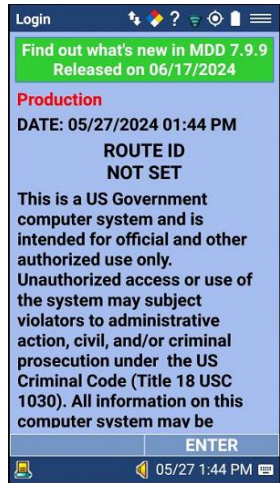 Login
?
Find out what's new in MDD 7.9.9
Released on 06/17/2024
Production
DATE: 05/27/2024 01:44 PM
ROUTE ID
NOT SET
This is a US Government
computer system and is
intended for official and other
authorized use only.
Unauthorized access or use of
the system may subject
violators to administrative
action, civil, and/or criminal
prosecution under the US
Criminal Code (Title 18 USC
1030). All information on this
computer system may be
ENTER
05/27 1:44 PM